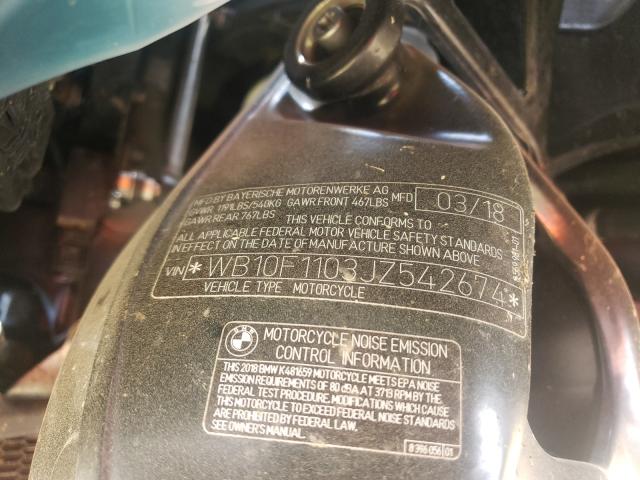 MFD BY BAYERISCHE MOTORENWERKE AG MFD 03/18
GVWR 1191LBS/540KG GAWR FRONT 467LBS
GAWR REAR 767LBS THIS VEHICLE CONFORMS TO
ALL APPLICABLE FEDERAL MOTOR VEHICLE SAFETY STANDARDS
IN EFFECT ON THE DATE OF MANUFACTURE SHOWN ABOVE
VIN *WB10F1103JZ542674*
VEHICLE TYPE MOTORCYCLE
BMW
MOTORCYCLE NOISE EMISSION
CONTROL INFORMATION
THIS 2018 BMW K481659 MOTORCYCLE MEETS EPA NOISE
EMISSION REQUIREMENTS OF 80 dBA AT 3713 RPM BY THE
FEDERAL TEST PROCEDURE. MODIFICATIONS WHICH CAUSE
THIS MOTORCYCLE TO EXCEED FEDERAL NOISE STANDARDS
ARE PROHIBITED BY FEDERAL LAW.
SEE OWNER'S MANUAL.
8 396 056 01